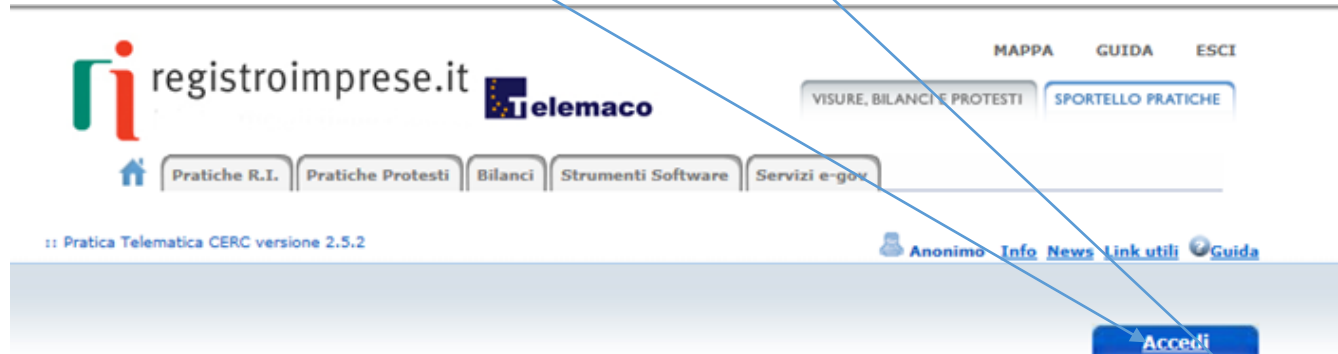 MAPPA GUIDA ESCI
registroimprese.it Telemaco
VISURE, BILANCI E PROTESTI SPORTELLO PRATICHE
Pratiche R.I. Pratiche Protesti Bilanci Strumenti Software Servizi e-gov
:: Pratica Telematica CERC versione 2.5.2
Anonimo Info News Link utili Guida
Accedi